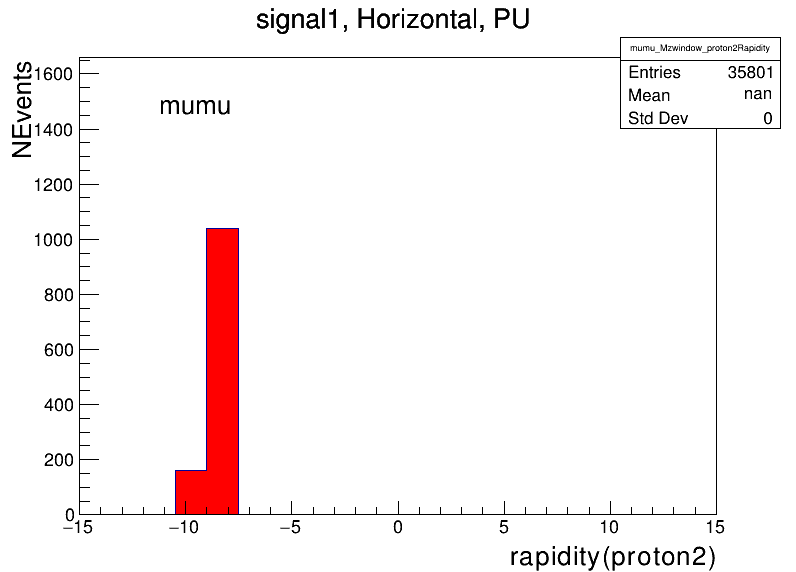 signal1, Horizontal, PU
mumu_Mzwindow_proton2Rapidity
Entries 35801
Mean nan
Std Dev 0
NEvents
mumu
1600
1400
1200
1000
800
600
400
200
0
−15 −10 −5 0 5 10 15
rapidity(proton2)